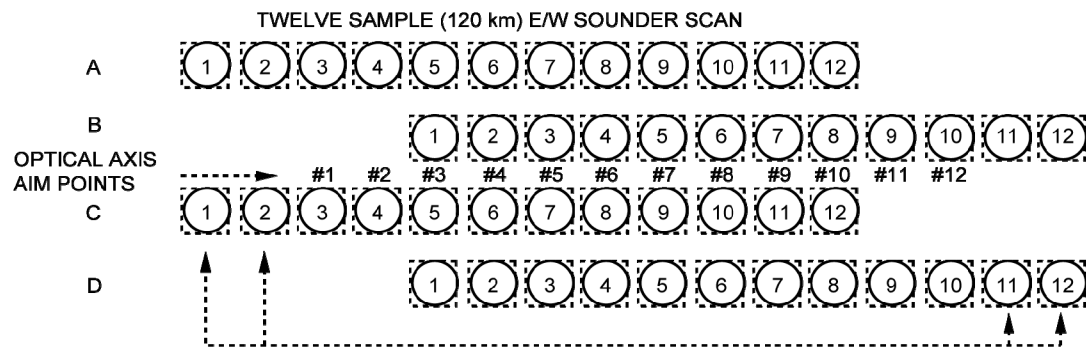 TWELVE SAMPLE (120 km) E/W SOUNDER SCAN
A 1 2 3 4 5 6 7 8 9 10 11 12
B 1 2 3 4 5 6 7 8 9 10 11 12
OPTICAL AXIS
AIM POINTS #1 #2 #3 #4 #5 #6 #7 #8 #9 #10 #11 #12
C 1 2 3 4 5 6 7 8 9 10 11 12
D 1 2 3 4 5 6 7 8 9 10 11 12